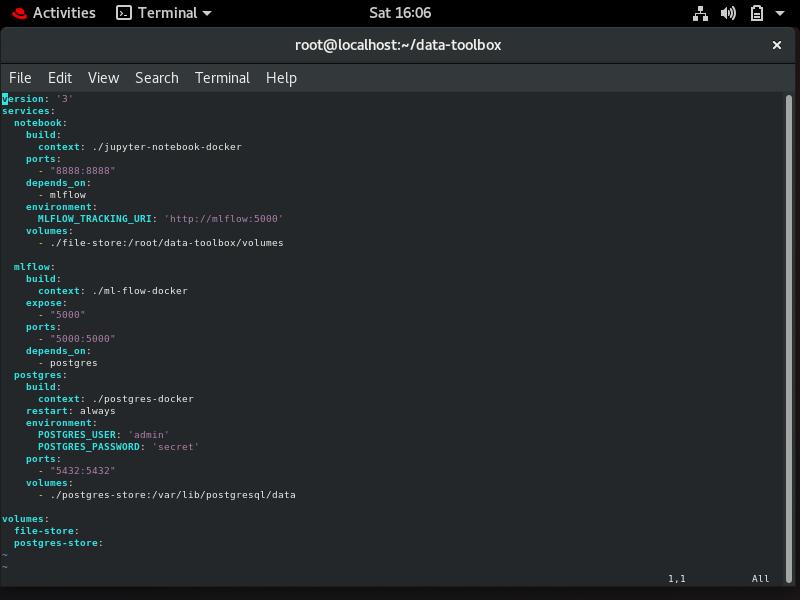 Activities Terminal Sat 16:06
root@localhost:~/data-toolbox ×
File Edit View Search Terminal Help
version: '3'
services:
  notebook:
    build:
      context: ./jupyter-notebook-docker
    ports:
      - "8888:8888"
    depends_on:
      - mlflow
    environment:
      MLFLOW_TRACKING_URI: 'http://mlflow:5000'
    volumes:
      - ./file-store:/root/data-toolbox/volumes
  mlflow:
    build:
      context: ./ml-flow-docker
    expose:
      - "5000"
    ports:
      - "5000:5000"
    depends_on:
      - postgres
  postgres:
    build:
      context: ./postgres-docker
    restart: always
    environment:
      POSTGRES_USER: 'admin'
      POSTGRES_PASSWORD: 'secret'
    ports:
      - "5432:5432"
    volumes:
      - ./postgres-store:/var/lib/postgresql/data
volumes:
  file-store:
  postgres-store:
~
~
1,1 All